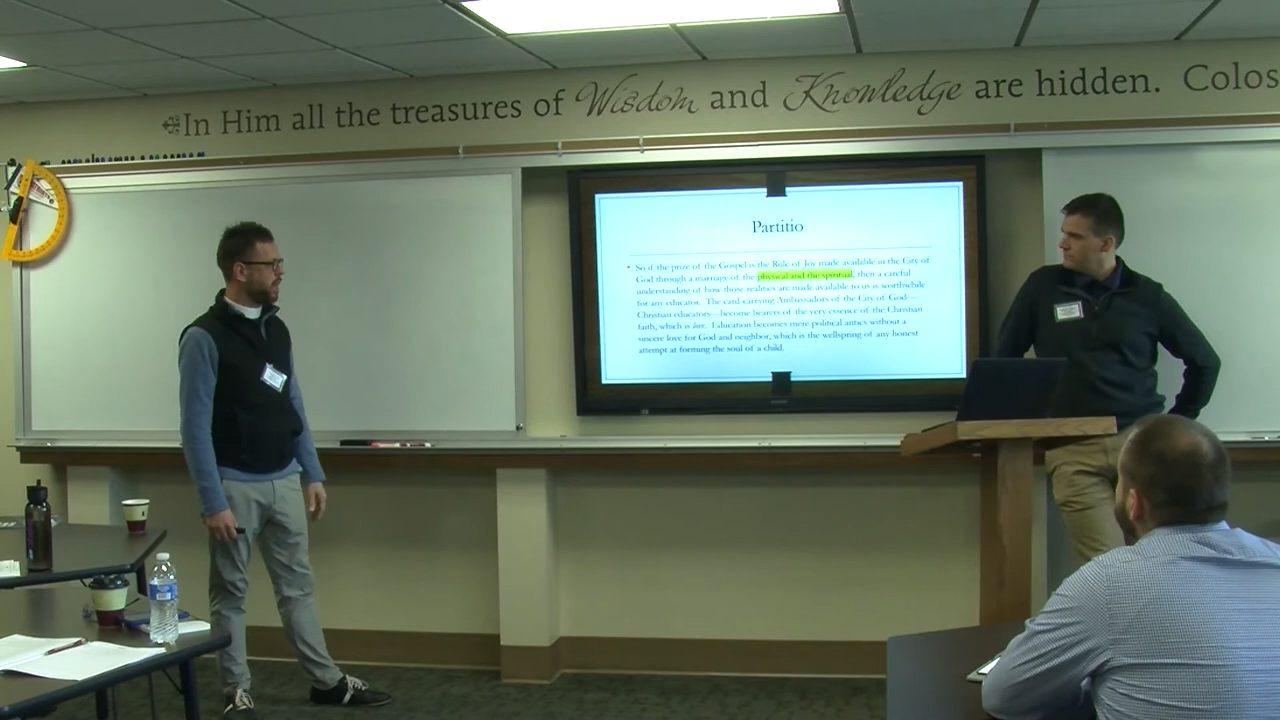 In Him all the treasures of Wisdom and Knowledge are hidden. Colos
Partitio
• So if the prize of the Gospel is the Rule of Joy made available in the City of
God through a marriage of the physical and the spiritual, then a careful
understanding of how those realities are made available to us is worthwhile
for any educator. The card carrying Ambassadors of the City of God—
Christian educators—become bearers of the very essence of the Christian
faith, which is love. Education becomes mere political antics without a
sincere love for God and neighbor, which is the wellspring of any honest
attempt at forming the soul of a child.